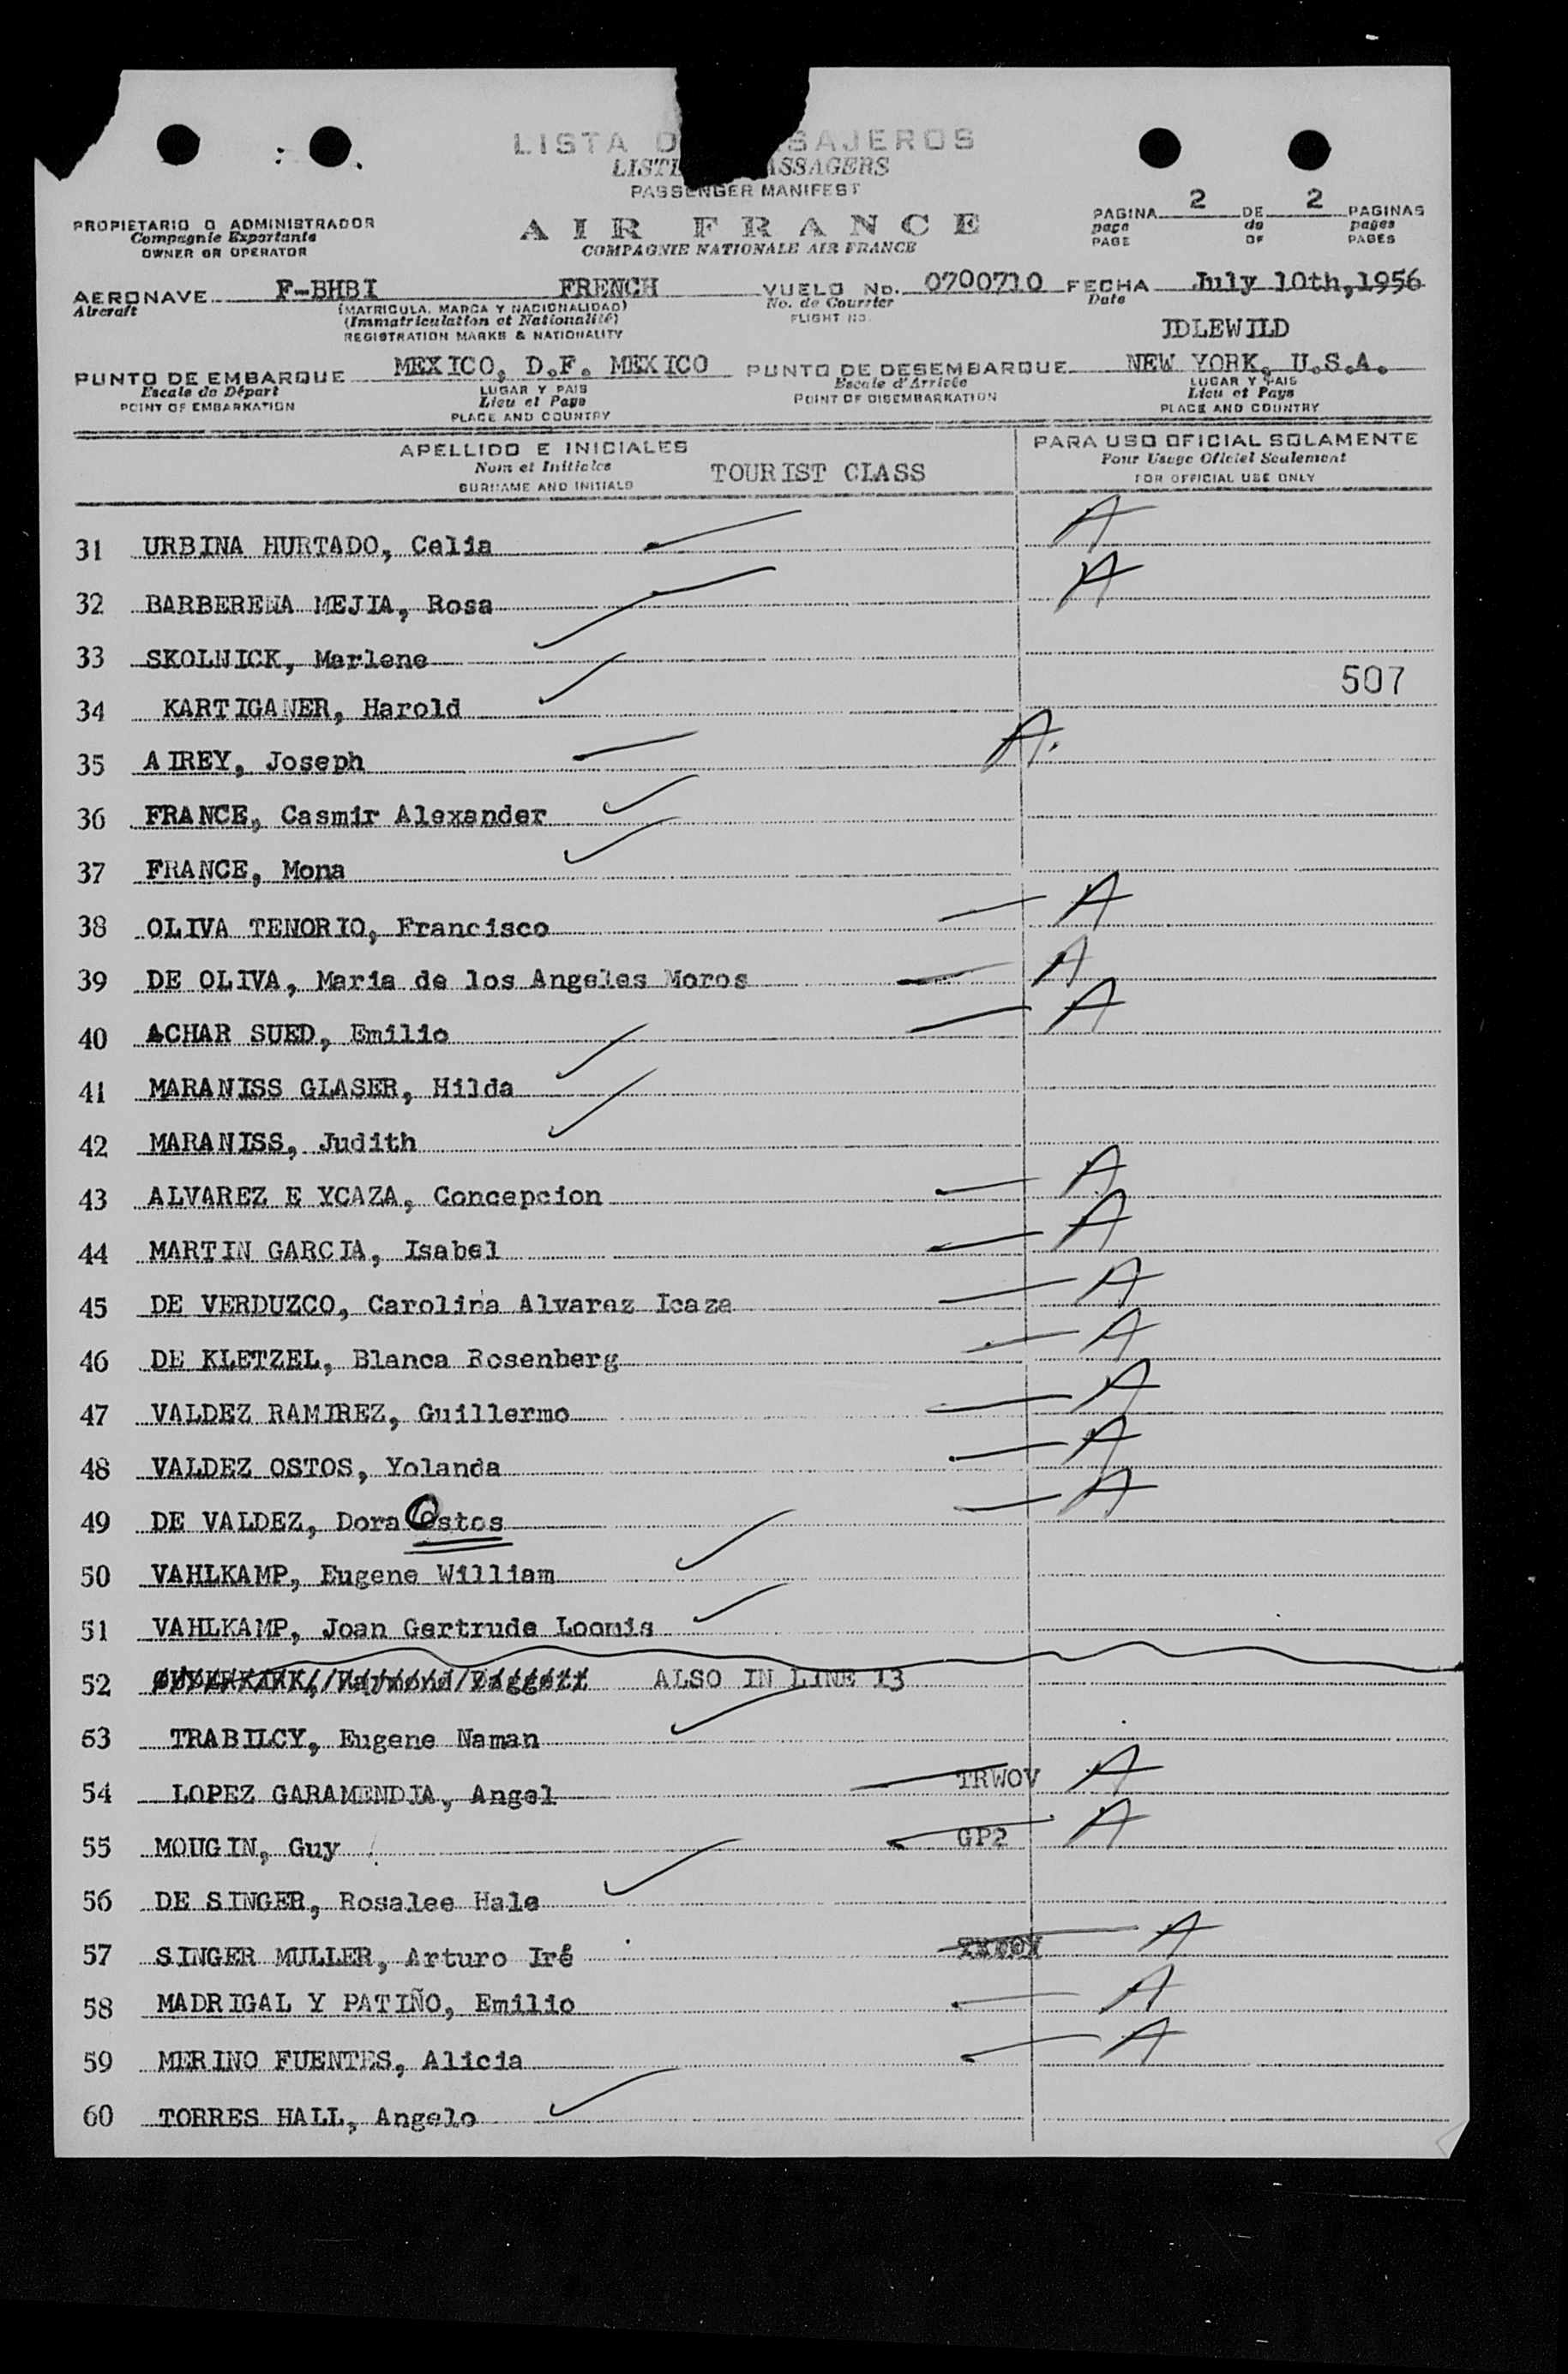 LISTA D SAJEROS
LISTE ASSAGERS
PASSENGER MANIFEST
PROPIETARIO O ADMINISTRADOR
Compagnie Exportante
OWNER OR OPERATOR
AIR FRANCE
COMPAGNIE NATIONALE AIR FRANCE
PAGINA 2 DE 2 PAGINAS
page de pages
PAGE OF PAGES
AERONAVE F-BHBI FRENCH VUELO No. 0700710 FECHA July 10th, 1956
Aircraft (MATRICULA, MARCA Y NACIONALIDAD) No. de Courrier Date
(Immatriculation et Nationalité) FLIGHT NO.
REGISTRATION MARKS & NATIONALITY
IDLEWILD
PUNTO DE EMBARQUE MEXICO, D.F. MEXICO PUNTO DE DESEMBARQUE NEW YORK, U.S.A.
Escale de Départ LUGAR Y PAIS Escale d'Arrivée LUGAR Y PAIS
POINT OF EMBARKATION Lieu et Pays POINT OF DISEMBARKATION Lieu et Pays
PLACE AND COUNTRY PLACE AND COUNTRY
APELLIDO E INICIALES PARA USO OFICIAL SOLAMENTE
Nom et Initiales TOURIST CLASS Pour Usage Oficiel Seulement
SURNAME AND INITIALS FOR OFFICIAL USE ONLY
31 URBINA HURTADO, Celia A
32 BARBERENA MEJIA, Rosa A
33 SKOLNICK, Marlene
507
34 KARTIGANER, Harold
35 AIREY, Joseph A.
36 FRANCE, Casmir Alexander
37 FRANCE, Mona
38 OLIVA TENORIO, Francisco A
39 DE OLIVA, Maria de los Angeles Moros A
40 ACHAR SUED, Emilio A
41 MARANISS GLASER, Hilda
42 MARANISS, Judith
43 ALVAREZ E YCAZA, Concepcion A
44 MARTIN GARCIA, Isabel A
45 DE VERDUZCO, Carolina Alvarez Icaza A
46 DE KLETZEL, Blanca Rosenberg A
47 VALDEZ RAMIREZ, Guillermo A
48 VALDEZ OSTOS, Yolanda A
49 DE VALDEZ, Dora Ostos A
50 VAHLKAMP, Eugene William
51 VAHLKAMP, Joan Gertrude Loomis
52 ALSO IN LINE 13
53 TRABILCY, Eugene Naman
54 LOPEZ GARAMENDIA, Angel TRWOV A
55 MOUGIN, Guy GP2 A
56 DE SINGER, Rosalee Hale
57 SINGER MULLER, Arturo Iré A
58 MADRIGAL Y PATIÑO, Emilio A
59 MERINO FUENTES, Alicia A
60 TORRES HALL, Angelo